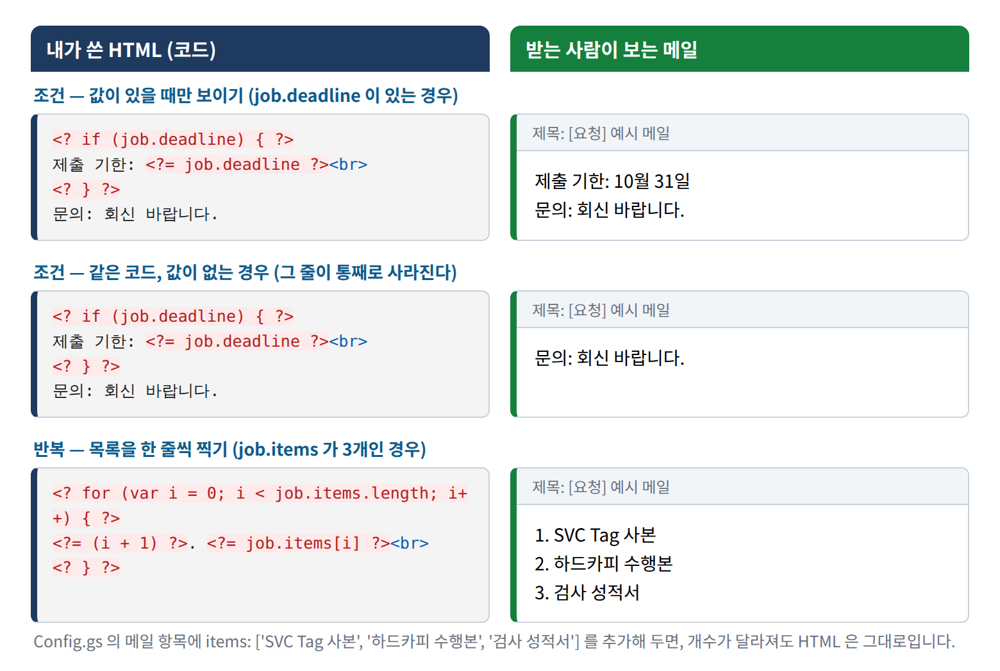 내가 쓴 HTML (코드)
받는 사람이 보는 메일
조건 — 값이 있을 때만 보이기 (job.deadline 이 있는 경우)
<? if (job.deadline) { ?>
제출 기한: <?= job.deadline ?><br>
<? } ?>
문의: 회신 바랍니다.
제목: [요청] 예시 메일
제출 기한: 10월 31일
문의: 회신 바랍니다.
조건 — 같은 코드, 값이 없는 경우 (그 줄이 통째로 사라진다)
<? if (job.deadline) { ?>
제출 기한: <?= job.deadline ?><br>
<? } ?>
문의: 회신 바랍니다.
제목: [요청] 예시 메일
문의: 회신 바랍니다.
반복 — 목록을 한 줄씩 찍기 (job.items 가 3개인 경우)
<? for (var i = 0; i < job.items.length; i+
+) { ?>
<?= (i + 1) ?>. <?= job.items[i] ?><br>
<? } ?>
제목: [요청] 예시 메일
1. SVC Tag 사본
2. 하드카피 수행본
3. 검사 성적서
Config.gs 의 메일 항목에 items: ['SVC Tag 사본', '하드카피 수행본', '검사 성적서'] 를 추가해 두면, 개수가 달라져도 HTML 은 그대로입니다.